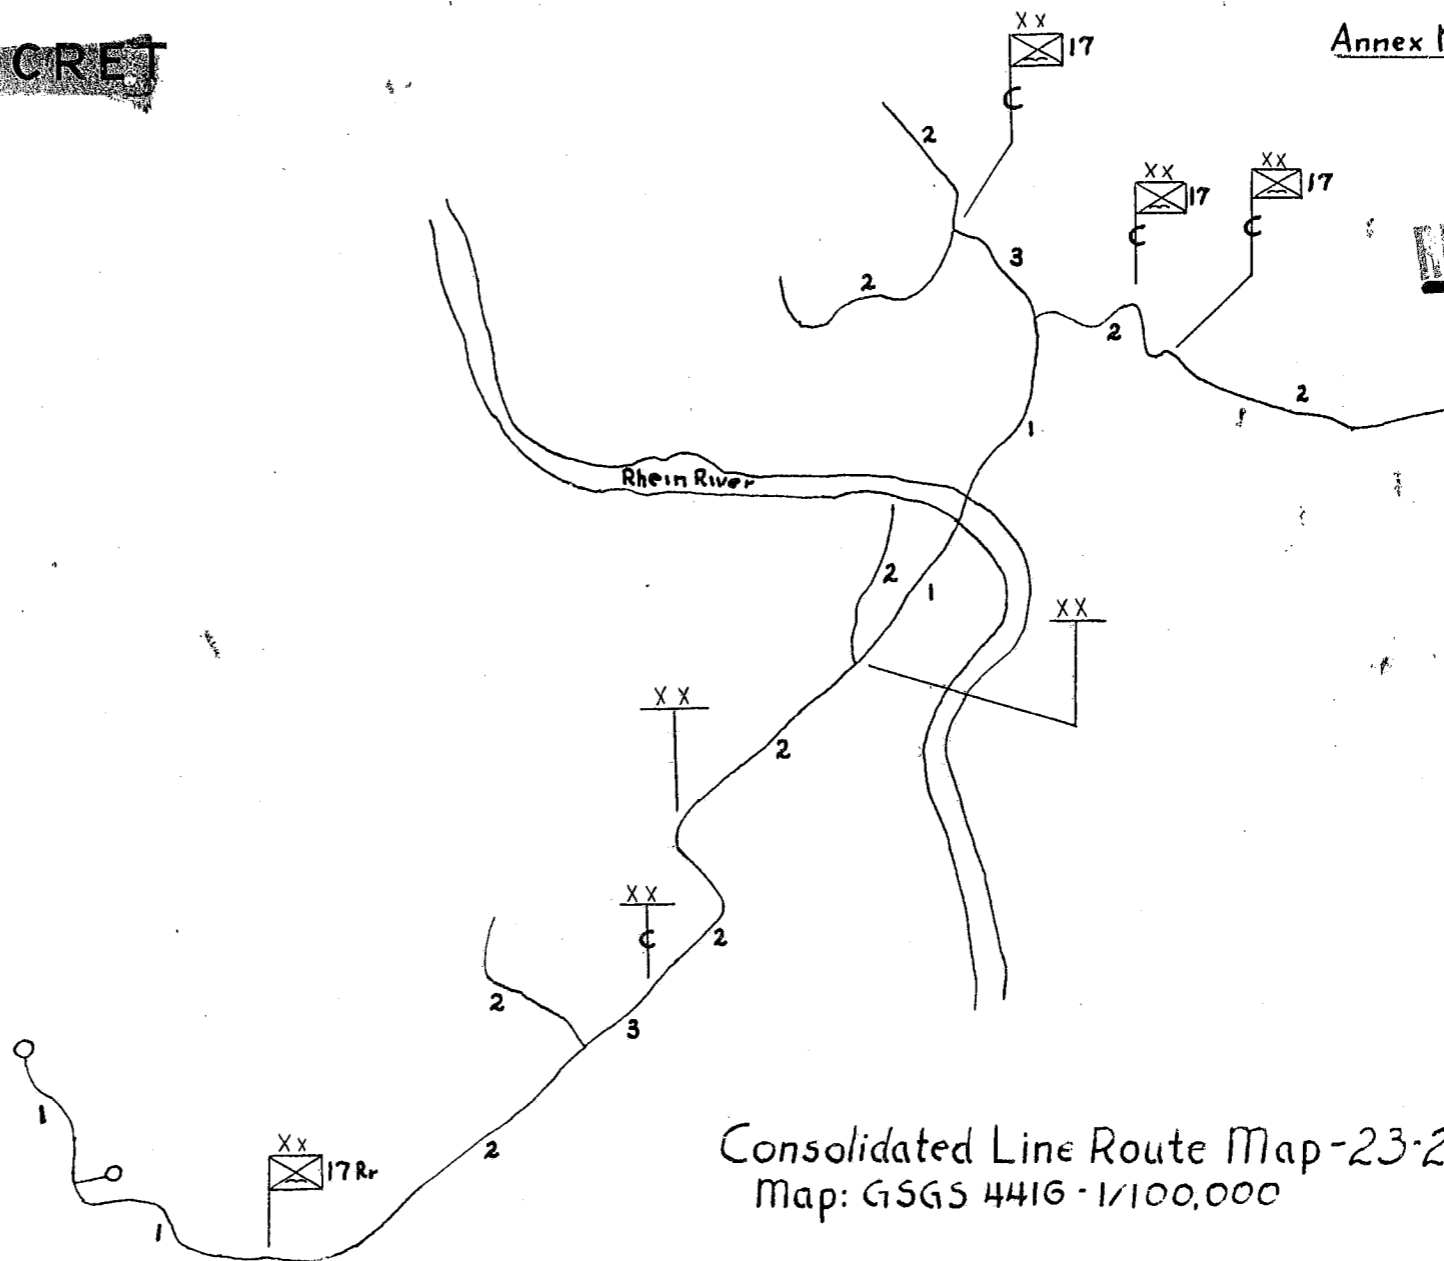 CRET
Annex
XX
17
C
2
XX
17
C
XX
17
C
3
2
2
2
1
Rhein River
2
1
XX
XX
2
XX
C
2
2
3
1
XX
17 Rr
2
1
Consolidated Line Route Map - 23-2
Map: GSGS 4416 - 1/100,000